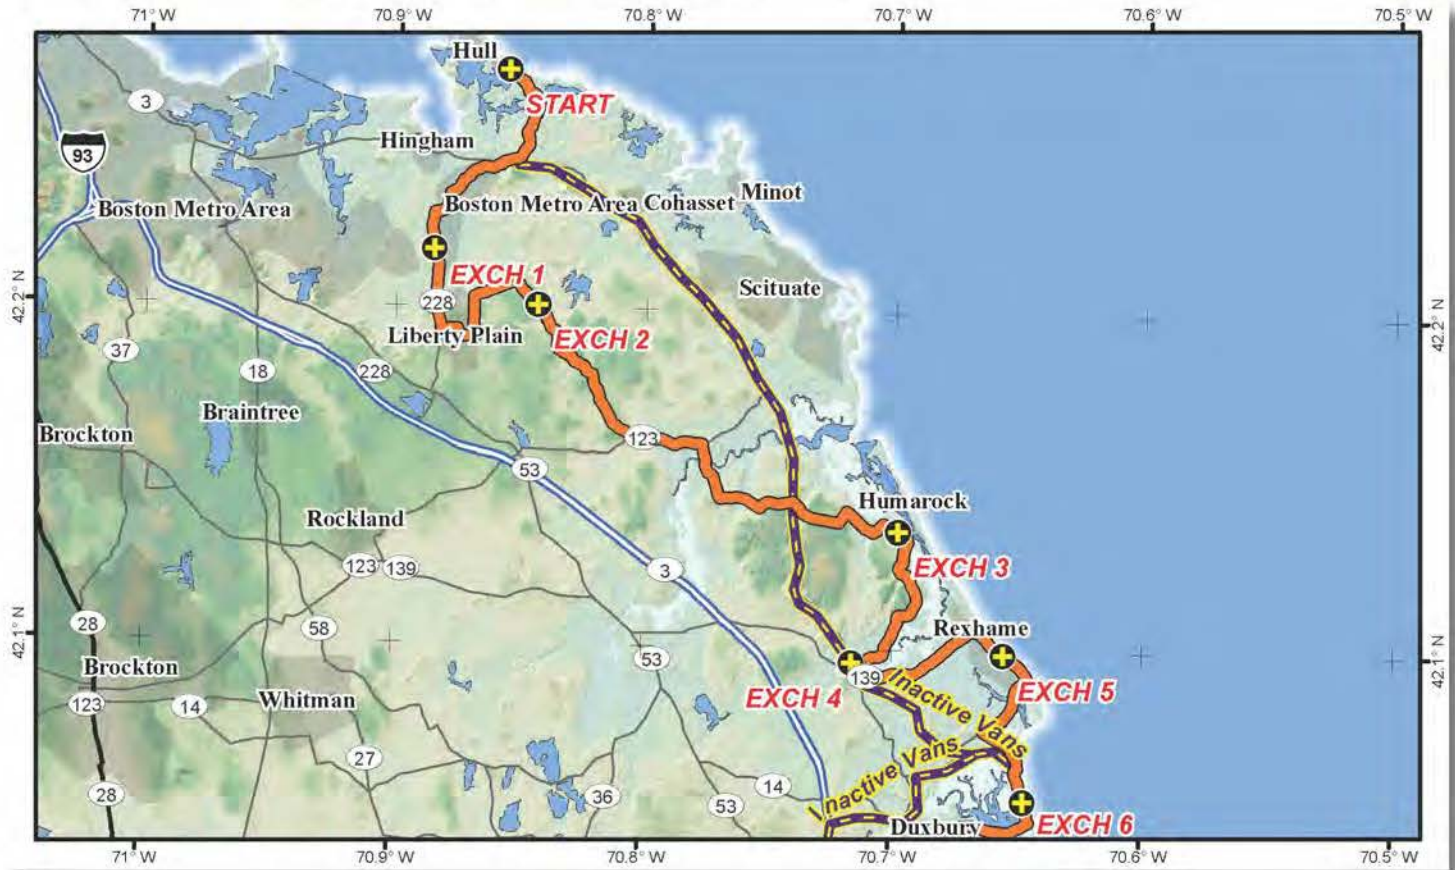 71° W 70.9° W 70.8° W 70.7° W 70.6° W 70.5° W
Hull
START
3
Hingham
93
Minot
Boston Metro Area
Boston Metro Area
Cohasset
EXCH 1
Scituate
42.2° N
42.2° N
228
Liberty Plain
EXCH 2
37
18
228
Braintree
Brockton
123
53
Humarock
Rockland
EXCH 3
123
139
3
28
58
42.1° N
42.1° N
Rexhame
53
Brockton
139
EXCH 4
EXCH 5
Inactive Vans
123
14
Whitman
27
Inactive Vans
28
36
53
14
Duxbury
EXCH 6
71° W 70.9° W 70.8° W 70.7° W 70.6° W 70.5° W